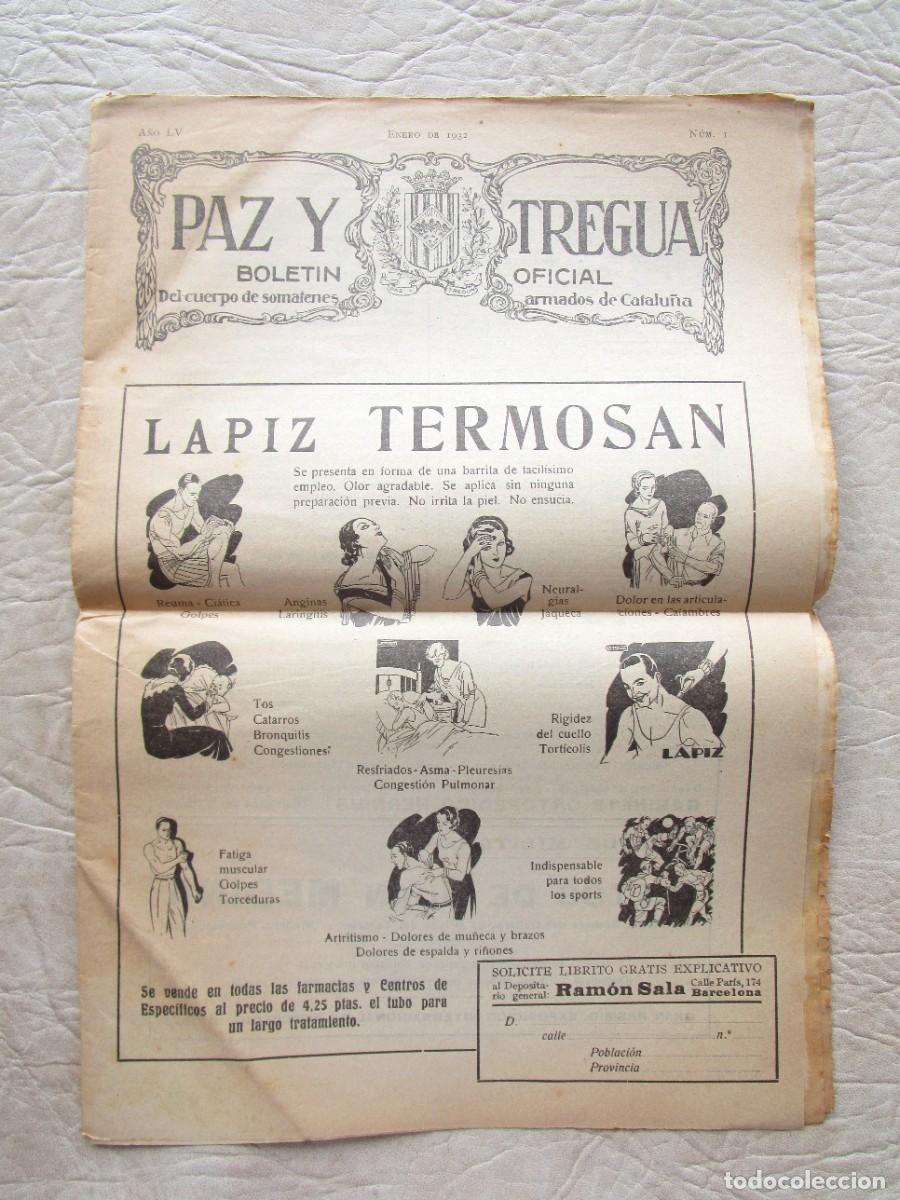 Año LV
Enero de 1932
Núm. 1
PAZ Y TREGUA
BOLETIN OFICIAL
Del cuerpo de somatenes armados de Cataluña
LAPIZ TERMOSAN
Se presenta en forma de una barrita de facilísimo
empleo. Olor agradable. Se aplica sin ninguna
preparación previa. No irrita la piel. No ensucia.
Reuma - Ciática
Golpes
Anginas
Laringitis
Neural-
gias
Jaqueca
Dolor en las articula-
ciones - Calambres
Tos
Catarros
Bronquitis
Congestiones
Resfriados - Asma - Pleuresías
Congestión Pulmonar
Rigidez
del cuello
Tortícolis
LAPIZ
Fatiga
muscular
Golpes
Torceduras
Artritismo - Dolores de muñeca y brazos
Dolores de espalda y riñones
Indispensable
para todos
los sports
Se vende en todas las farmacias y Centros de
Específicos al precio de 4,25 ptas. el tubo para
un largo tratamiento.
SOLICITE LIBRITO GRATIS EXPLICATIVO
al Deposita-
rio general:
Ramón Sala
Calle París, 174
Barcelona
D.
calle n.º
Población
Provincia
todocoleccion